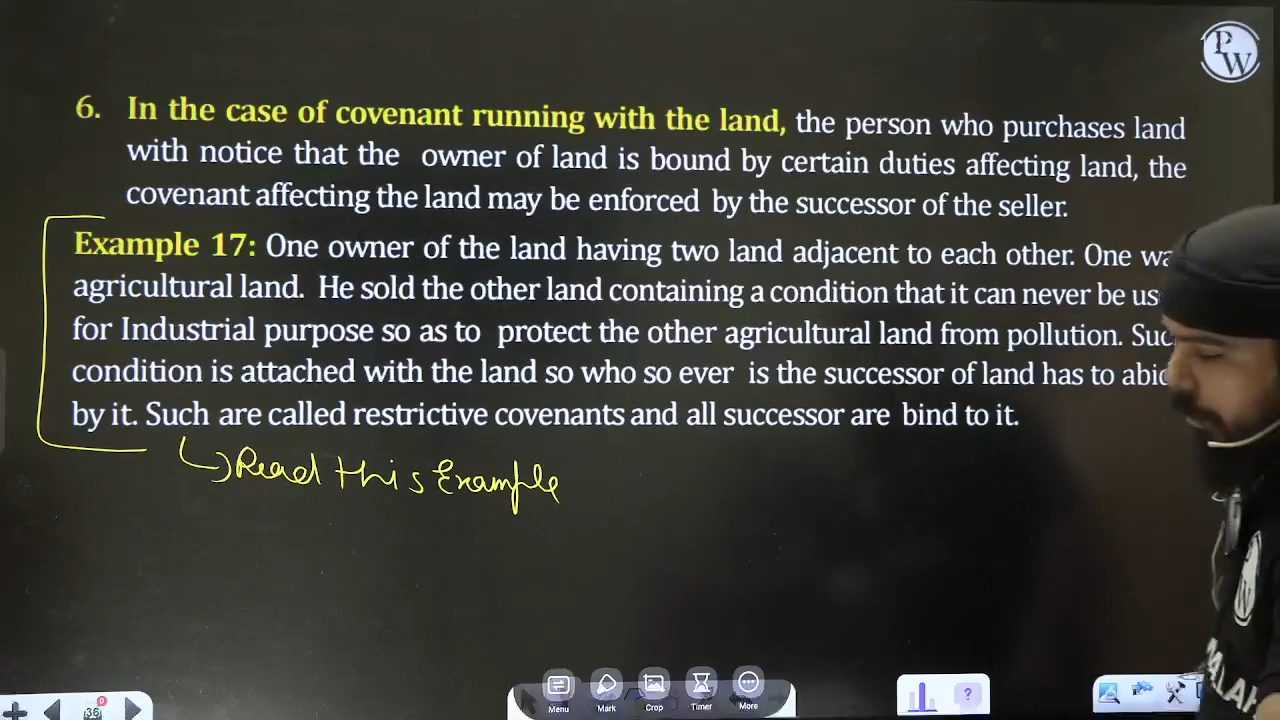 PW
6. In the case of covenant running with the land, the person who purchases land
with notice that the owner of land is bound by certain duties affecting land, the
covenant affecting the land may be enforced by the successor of the seller.
Example 17: One owner of the land having two land adjacent to each other. One wa
agricultural land. He sold the other land containing a condition that it can never be us
for Industrial purpose so as to protect the other agricultural land from pollution. Suc
condition is attached with the land so who so ever is the successor of land has to abid
by it. Such are called restrictive covenants and all successor are bind to it.
Read this Example
W
ALAH
Menu Mark Crop Timer More
36